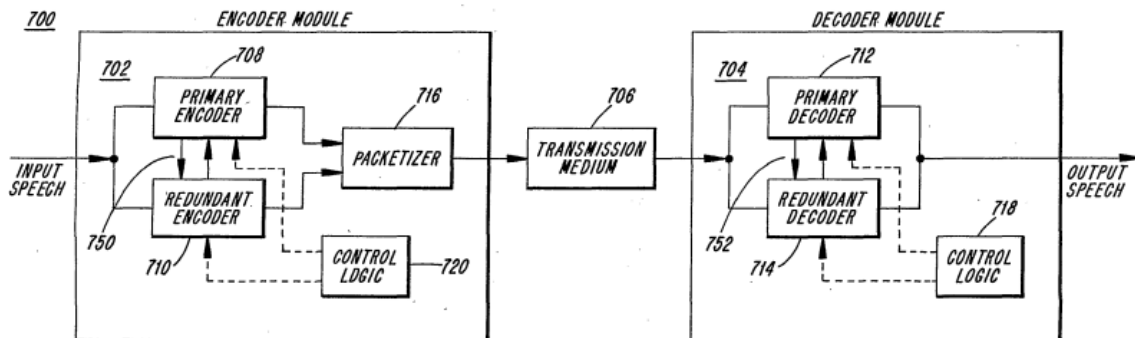 700
ENCODER MODULE
DECODER MODULE
702
708
PRIMARY
ENCODER
716
PACKETIZER
706
TRANSMISSION
MEDIUM
704
712
PRIMARY
DECODER
INPUT
SPEECH
750
REDUNDANT
ENCODER
710
CONTROL
LOGIC
720
752
REDUNDANT
DECODER
714
718
CONTROL
LOGIC
OUTPUT
SPEECH